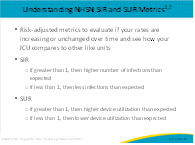 Understanding NHSN SIR and SUR Metrics
• Risk-adjusted metrics to evaluate if your rates are
increasing or unchanged over time and see how your
ICU compares to other like units
• SIR
o If greater than 1, then higher number of infections than
expected
o If less than 1, then less infections than expected
• SUR
o If greater than 1, then higher device utilization than expected
o If less than 1, then lower device utilization than expected